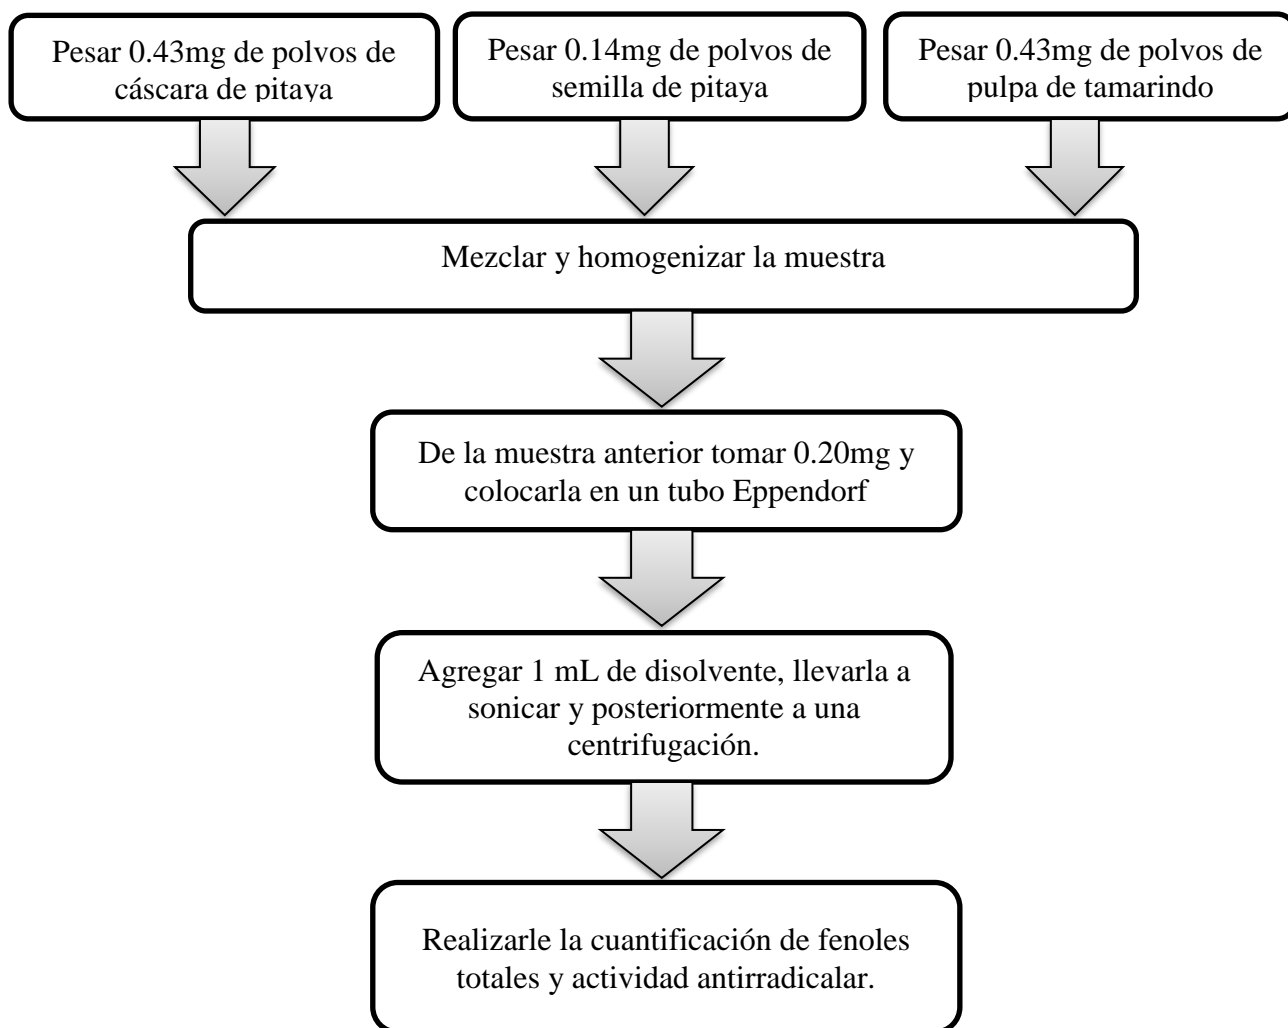 Pesar 0.43mg de polvos de
cáscara de pitaya
Pesar 0.14mg de polvos de
semilla de pitaya
Pesar 0.43mg de polvos de
pulpa de tamarindo
Mezclar y homogenizar la muestra
De la muestra anterior tomar 0.20mg y
colocarla en un tubo Eppendorf
Agregar 1 mL de disolvente, llevarla a
sonicar y posteriormente a una
centrifugación.
Realizarle la cuantificación de fenoles
totales y actividad antirradicalar.